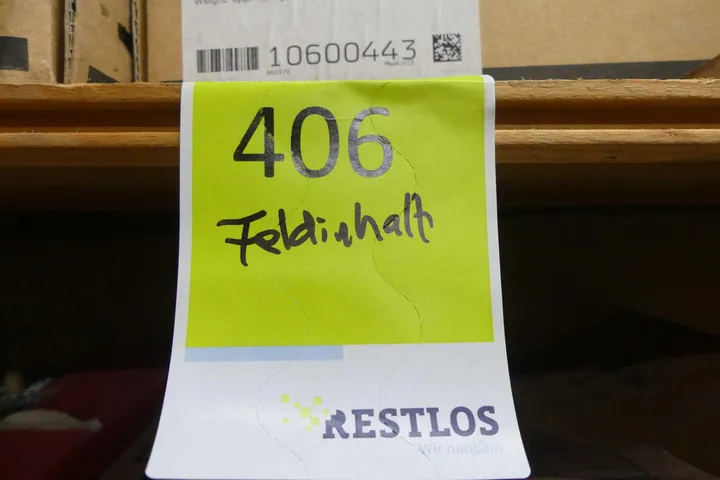 10600443
406
Feldinhalt
RESTLOS
Wir handeln.